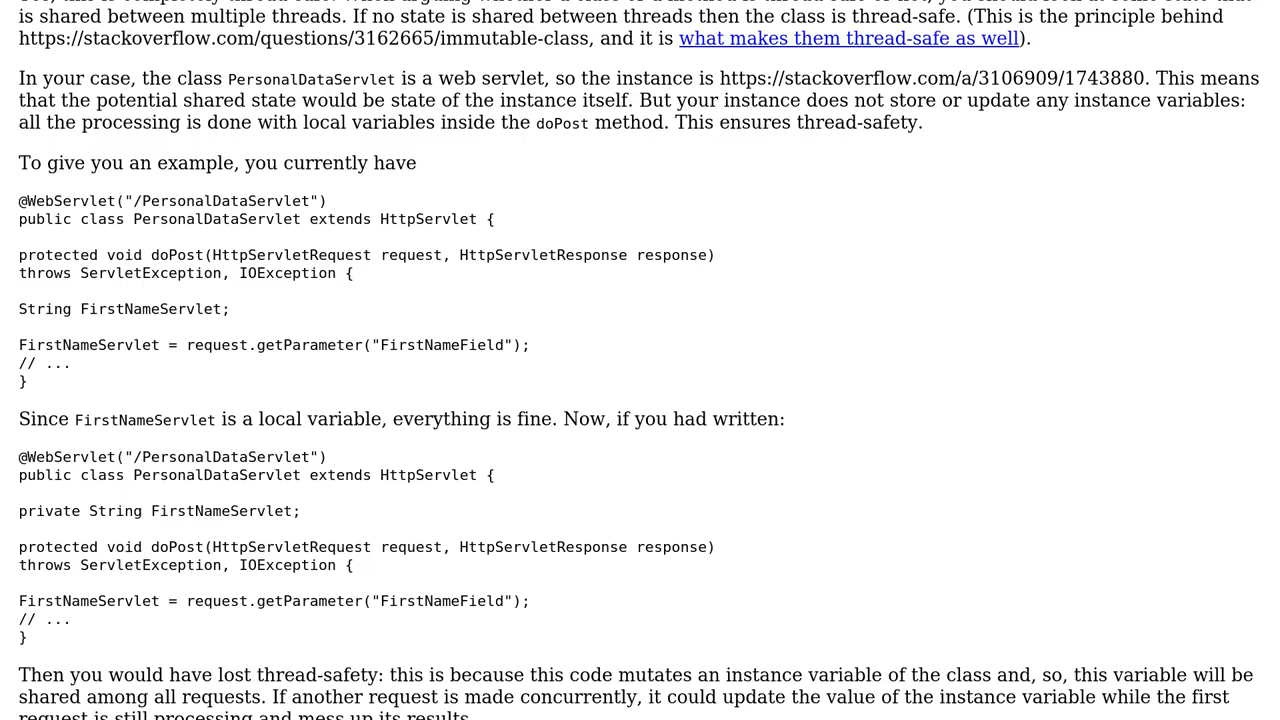 is shared between multiple threads. If no state is shared between threads then the class is thread-safe. (This is the principle behind
https://stackoverflow.com/questions/3162665/immutable-class, and it is what makes them thread-safe as well).
In your case, the class PersonalDataServlet is a web servlet, so the instance is https://stackoverflow.com/a/3106909/1743880. This means
that the potential shared state would be state of the instance itself. But your instance does not store or update any instance variables:
all the processing is done with local variables inside the doPost method. This ensures thread-safety.
To give you an example, you currently have
@WebServlet("/PersonalDataServlet")
public class PersonalDataServlet extends HttpServlet {
protected void doPost(HttpServletRequest request, HttpServletResponse response)
throws ServletException, IOException {
String FirstNameServlet;
FirstNameServlet = request.getParameter("FirstNameField");
// ...
}
Since FirstNameServlet is a local variable, everything is fine. Now, if you had written:
@WebServlet("/PersonalDataServlet")
public class PersonalDataServlet extends HttpServlet {
private String FirstNameServlet;
protected void doPost(HttpServletRequest request, HttpServletResponse response)
throws ServletException, IOException {
FirstNameServlet = request.getParameter("FirstNameField");
// ...
}
Then you would have lost thread-safety: this is because this code mutates an instance variable of the class and, so, this variable will be
shared among all requests. If another request is made concurrently, it could update the value of the instance variable while the first
request is still processing and mess up its results.